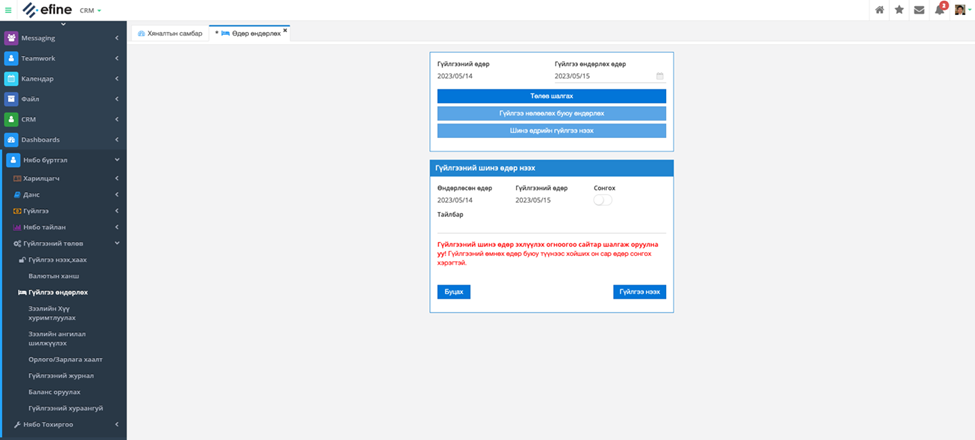 efine CRM
3
Messaging
Teamwork
Календар
Файл
CRM
Dashboards
Нябо бүртгэл
Харилцагч
Данс
Гүйлгээ
Нябо тайлан
Гүйлгээний төлөв
Гүйлгээ нээх,хаах
Валютын ханш
Гүйлгээ өндөрлөх
Зээлийн Хүү
хуримтлуулах
Зээлийн ангилал
шилжүүлэх
Орлого/Зарлага хаалт
Гүйлгээний журнал
Баланс оруулах
Гүйлгээний хураангуй
Нябо Тохиргоо
Хяналтын самбар * Өдөр өндөрлөх ×
Гүйлгээний өдөр Гүйлгээ өндөрлөх өдөр
2023/05/14 2023/05/15
Төлөв шалгах
Гүйлгээ нөлөөлөх буюу өндөрлөх
Шинэ өдрийн гүйлгээ нээх
Гүйлгээний шинэ өдөр нээх
Өндөрлөсөн өдөр Гүйлгээний өдөр Сонгох
2023/05/14 2023/05/15
Тайлбар
Гүйлгээний шинэ өдөр эхлүүлэх огноогоо сайтар шалгаж оруулна
уу! Гүйлгээний өмнөх өдөр буюу түүнээс хойших он сар өдөр сонгох
хэрэгтэй.
Буцах Гүйлгээ нээх